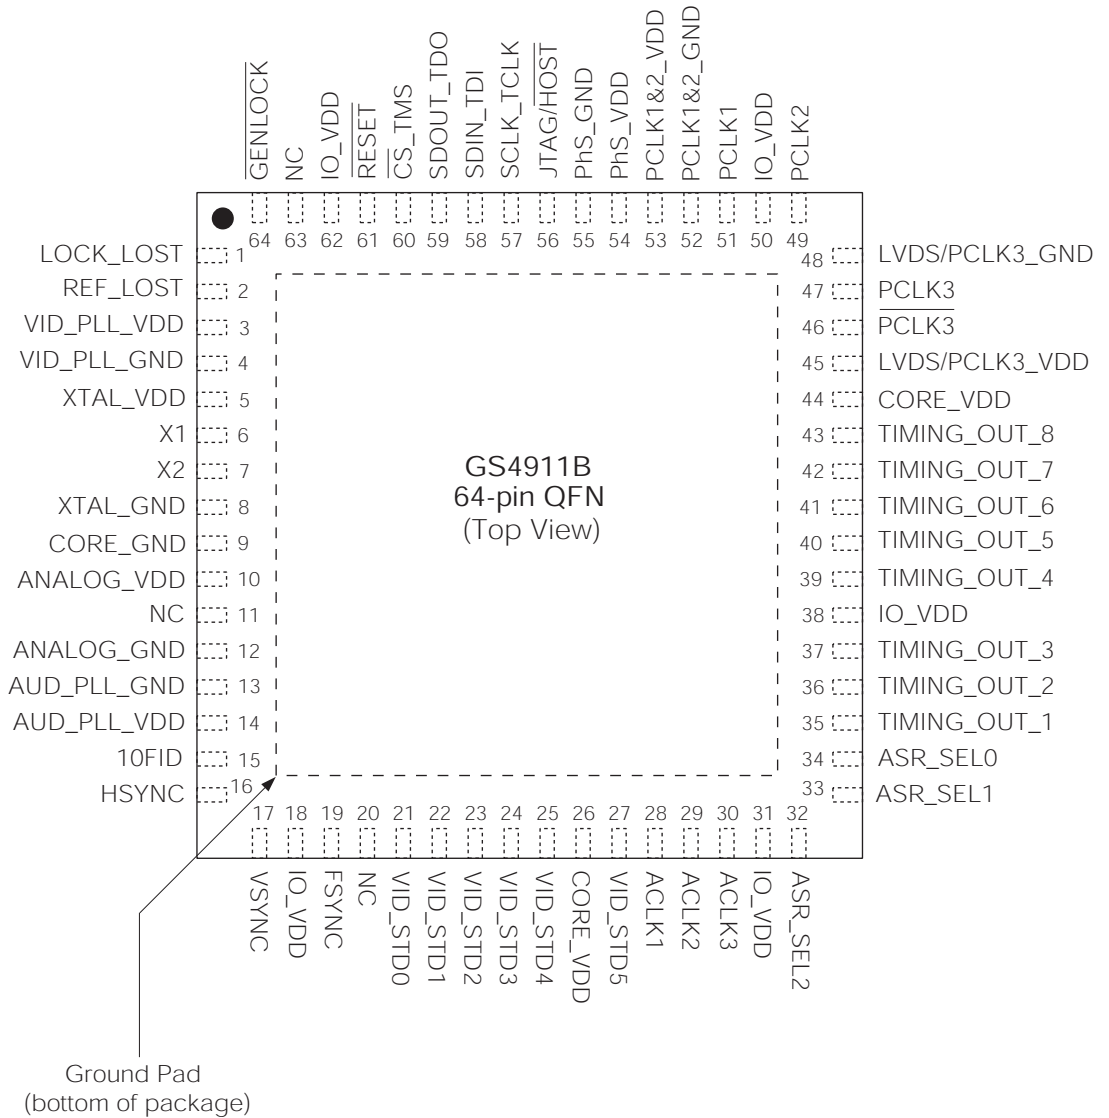 GENLOCK
NC
IO_VDD
RESET
CS_TMS
SDOUT_TDO
SDIN_TDI
SCLK_TCLK
JTAG/HOST
PhS_GND
PhS_VDD
PCLK1&2_VDD
PCLK1&2_GND
PCLK1
IO_VDD
PCLK2
64 63 62 61 60 59 58 57 56 55 54 53 52 51 50 49
LOCK_LOST 1
REF_LOST 2
VID_PLL_VDD 3
VID_PLL_GND 4
XTAL_VDD 5
X1 6
X2 7
XTAL_GND 8
CORE_GND 9
ANALOG_VDD 10
NC 11
ANALOG_GND 12
AUD_PLL_GND 13
AUD_PLL_VDD 14
10FID 15
HSYNC 16
GS4911B
64-pin QFN
(Top View)
48 LVDS/PCLK3_GND
47 PCLK3
46 PCLK3
45 LVDS/PCLK3_VDD
44 CORE_VDD
43 TIMING_OUT_8
42 TIMING_OUT_7
41 TIMING_OUT_6
40 TIMING_OUT_5
39 TIMING_OUT_4
38 IO_VDD
37 TIMING_OUT_3
36 TIMING_OUT_2
35 TIMING_OUT_1
34 ASR_SEL0
33 ASR_SEL1
17 18 19 20 21 22 23 24 25 26 27 28 29 30 31 32
VSYNC
IO_VDD
FSYNC
NC
VID_STD0
VID_STD1
VID_STD2
VID_STD3
VID_STD4
CORE_VDD
VID_STD5
ACLK1
ACLK2
ACLK3
IO_VDD
ASR_SEL2
Ground Pad
(bottom of package)